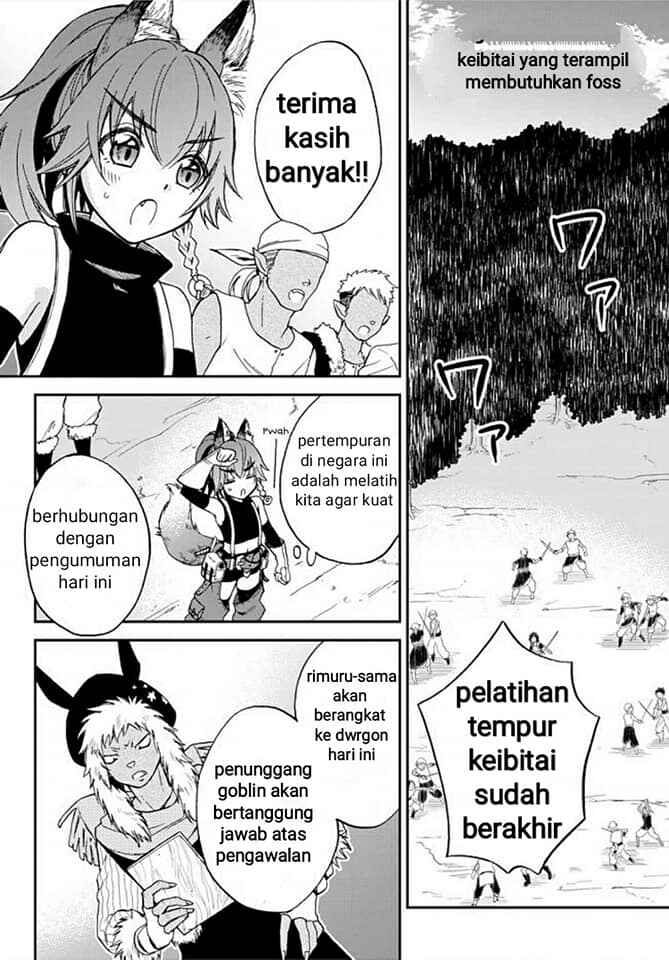 keibitai yang terampil
membutuhkan foss
ワァ
ワァ
pelatihan
tempur
keibitai
sudah
berakhir
terima
kasih
banyak!!
Fwah
pertempuran
di negara ini
adalah melatih
kita agar kuat
berhubungan
dengan
pengumuman
hari ini
rimuru-sama
akan
berangkat
ke dwrgon
hari ini
penunggang
goblin akan
bertanggung
jawab atas
pengawalan